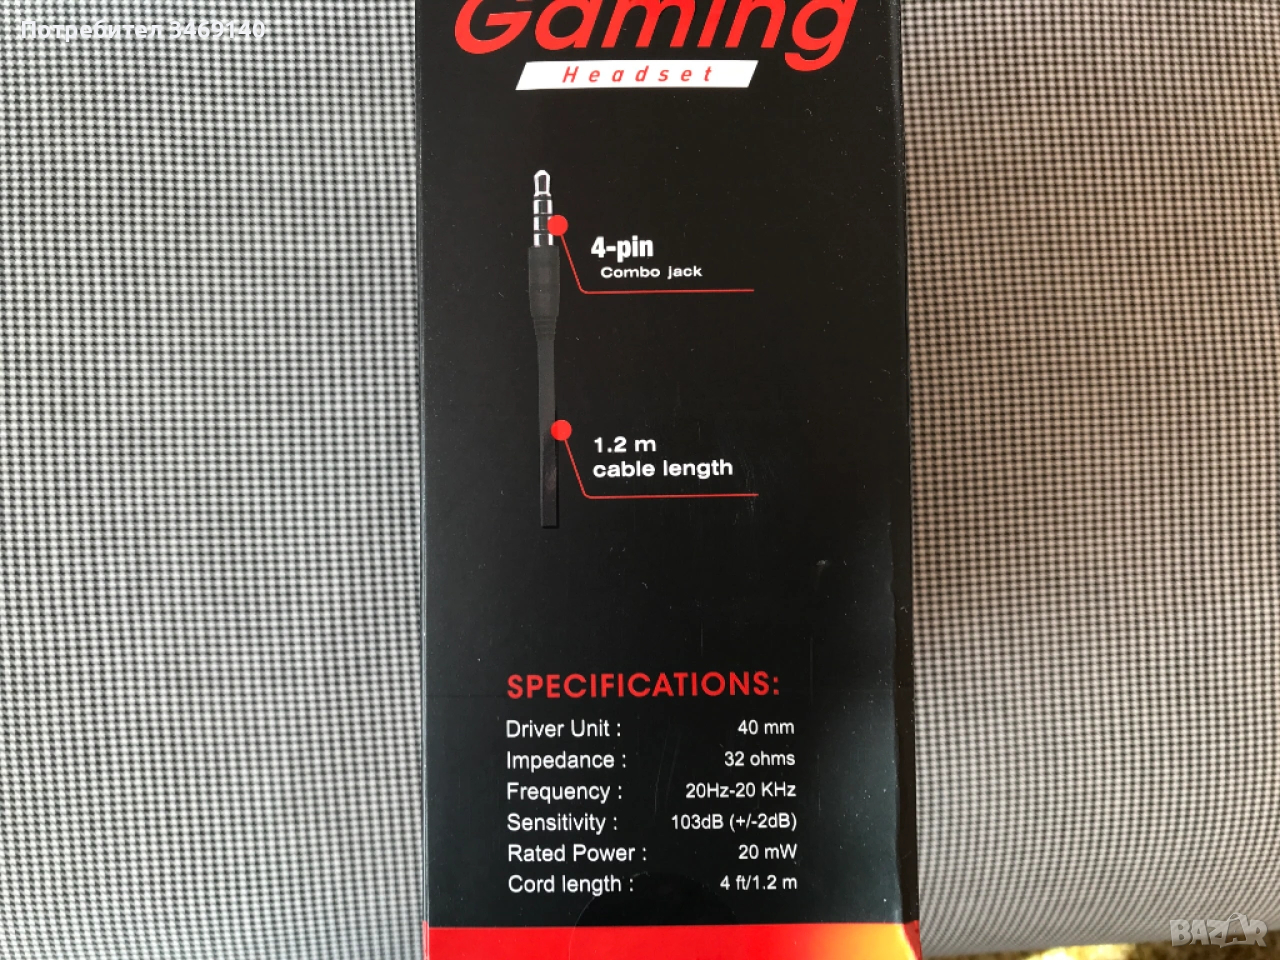 Потребител 3469140
Gaming
Headset
4-pin
Combo jack
1.2 m
cable length
SPECIFICATIONS:
Driver Unit : 40 mm
Impedance : 32 ohms
Frequency : 20Hz-20 KHz
Sensitivity : 103dB (+/-2dB)
Rated Power : 20 mW
Cord length : 4 ft/1.2 m
BAZAR